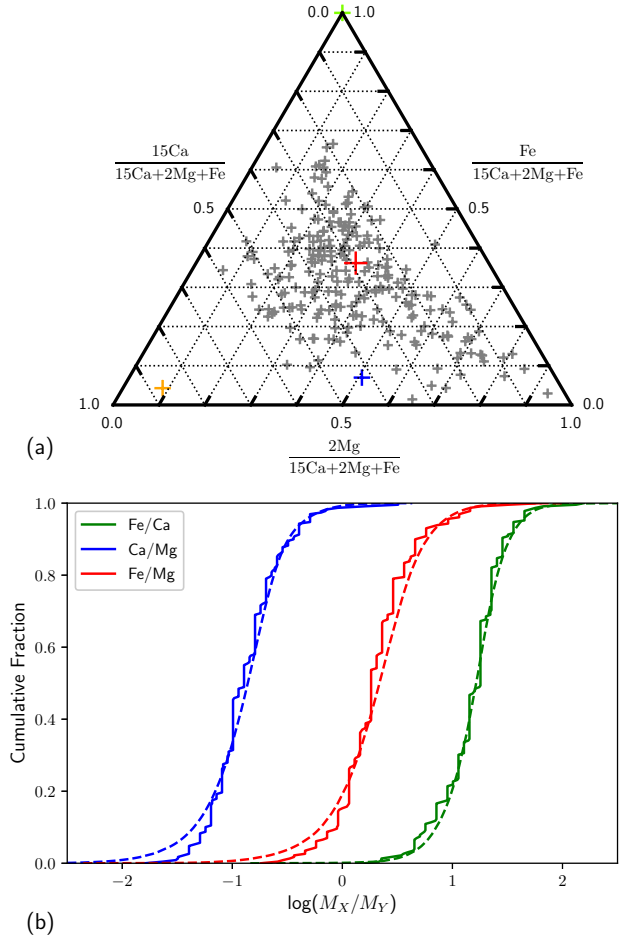 0.0 1.0
15Ca
15Ca+2Mg+Fe
Fe
15Ca+2Mg+Fe
0.5
0.5
1.0
0.0
0.0
0.5
1.0
2Mg
15Ca+2Mg+Fe
(a)
1.0
0.8
0.6
0.4
0.2
0.0
Cumulative Fraction
Fe/Ca
Ca/Mg
Fe/Mg
−2
−1
0
1
2
log(M_X/M_Y)
(b)